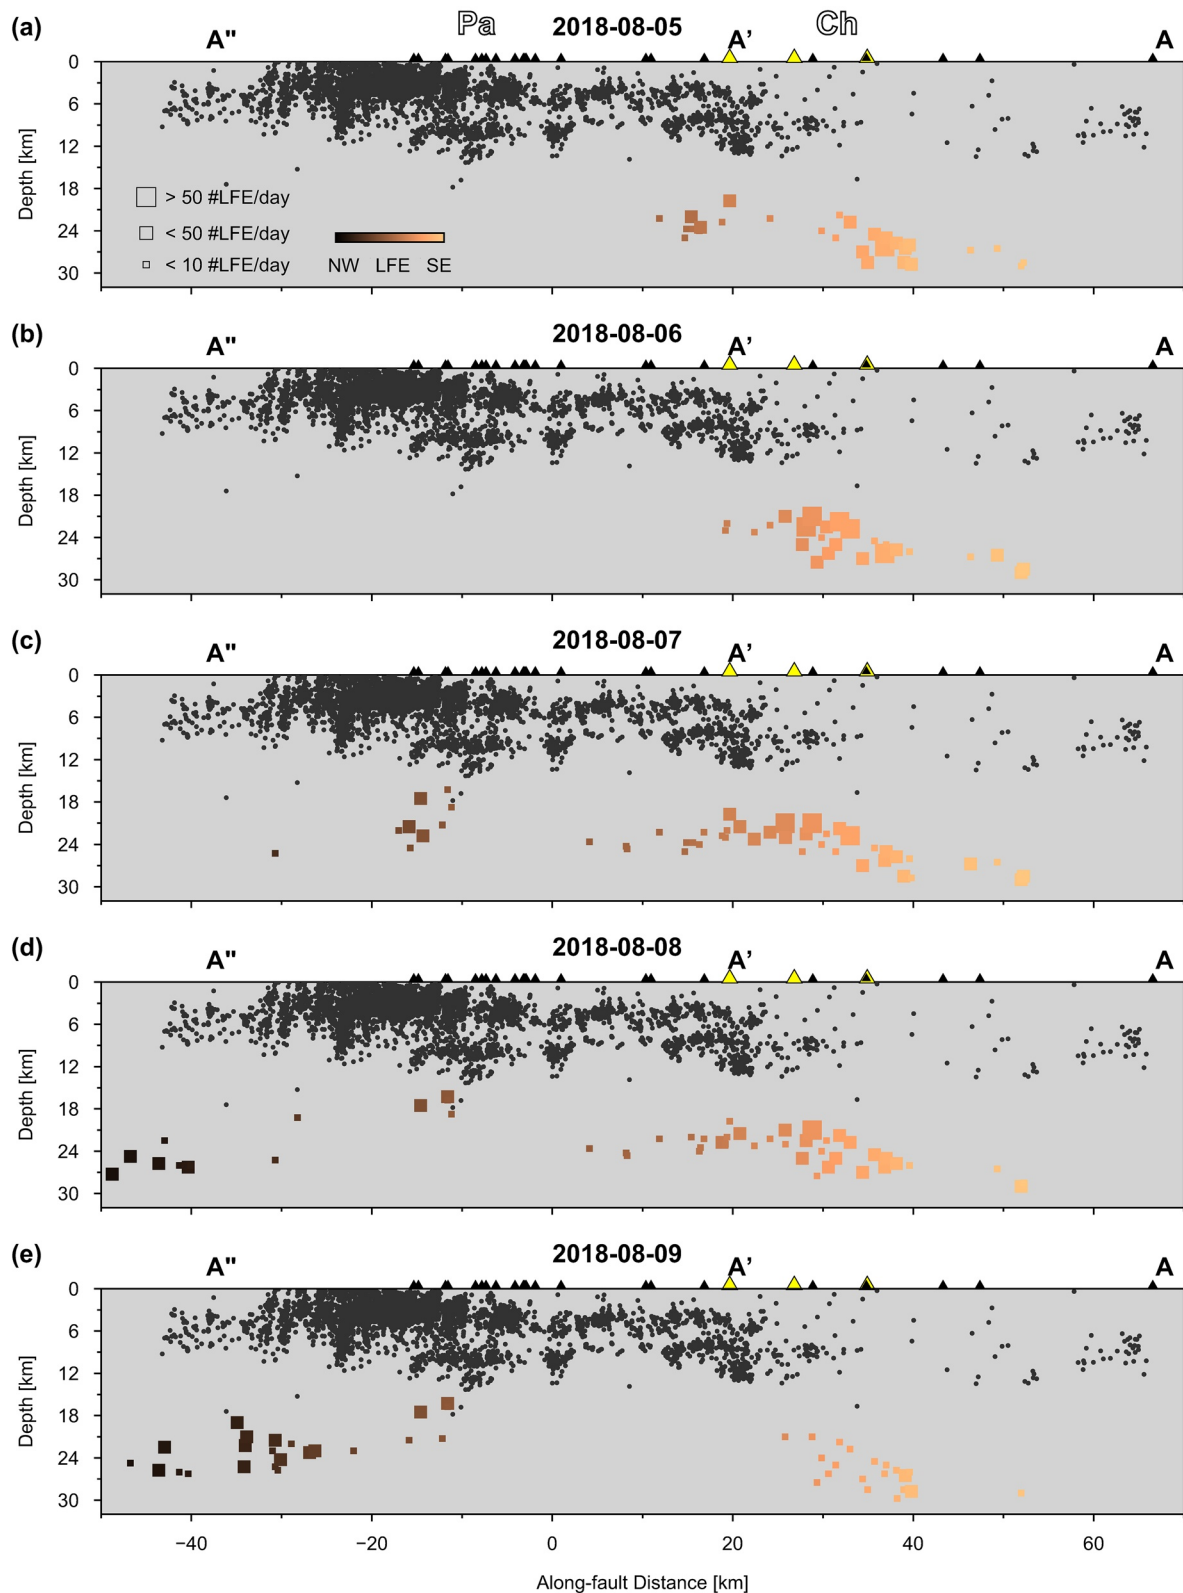 (a)
Pa
2018-08-05
Ch
A"
A’
A
0
6
12
18
24
30
Depth [km]
> 50 #LFE/day
< 50 #LFE/day
< 10 #LFE/day
NW LFE SE
(b)
2018-08-06
A"
A’
A
0
6
12
18
24
30
Depth [km]
(c)
2018-08-07
A"
A’
A
0
6
12
18
24
30
Depth [km]
(d)
2018-08-08
A"
A’
A
0
6
12
18
24
30
Depth [km]
(e)
2018-08-09
A"
A’
A
0
6
12
18
24
30
Depth [km]
−40 −20 0 20 40 60
Along-fault Distance [km]